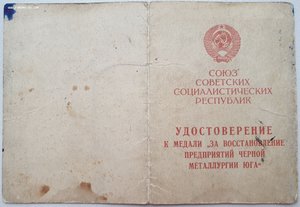 СОЮЗ
СОВЕТСКИХ
СОЦИАЛИСТИЧЕСКИХ
РЕСПУБЛИК
УДОСТОВЕРЕНИЕ
К МЕДАЛИ „ЗА ВОССТАНОВЛЕНИЕ
ПРЕДПРИЯТИЙ ЧЕРНОЙ
МЕТАЛЛУРГИИ ЮГА“